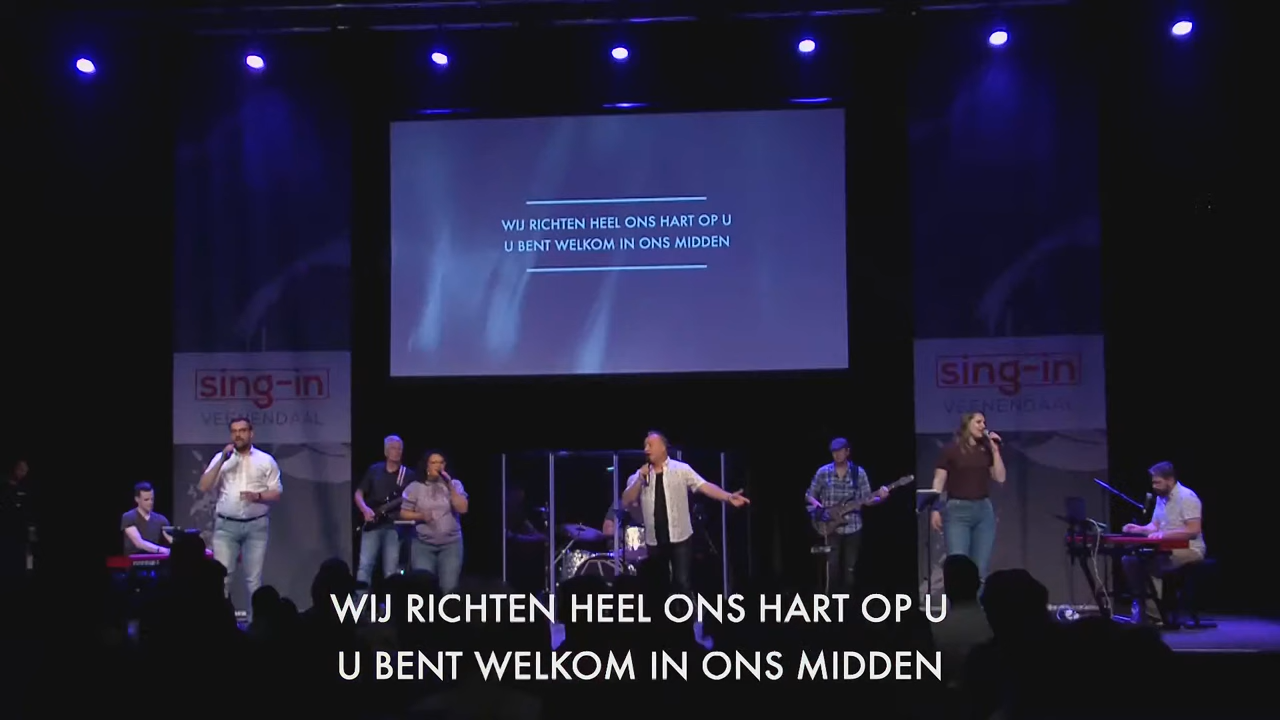 WIJ RICHTEN HEEL ONS HART OP U
U BENT WELKOM IN ONS MIDDEN
sing-in
VEENENDAAL
sing-in
VEENENDAAL
WIJ RICHTEN HEEL ONS HART OP U
U BENT WELKOM IN ONS MIDDEN